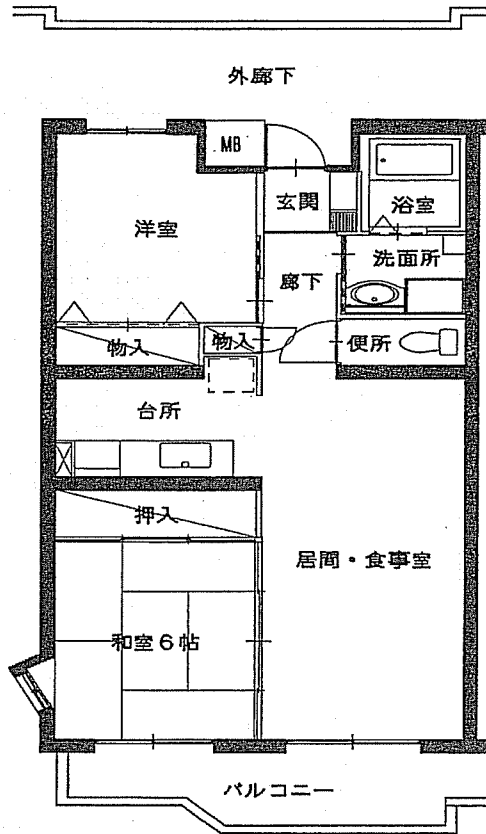 外廊下
MB
玄関
浴室
洋室
廊下
洗面所
物入
物入
便所
台所
押入
居間・食事室
和室６帖
バルコニー